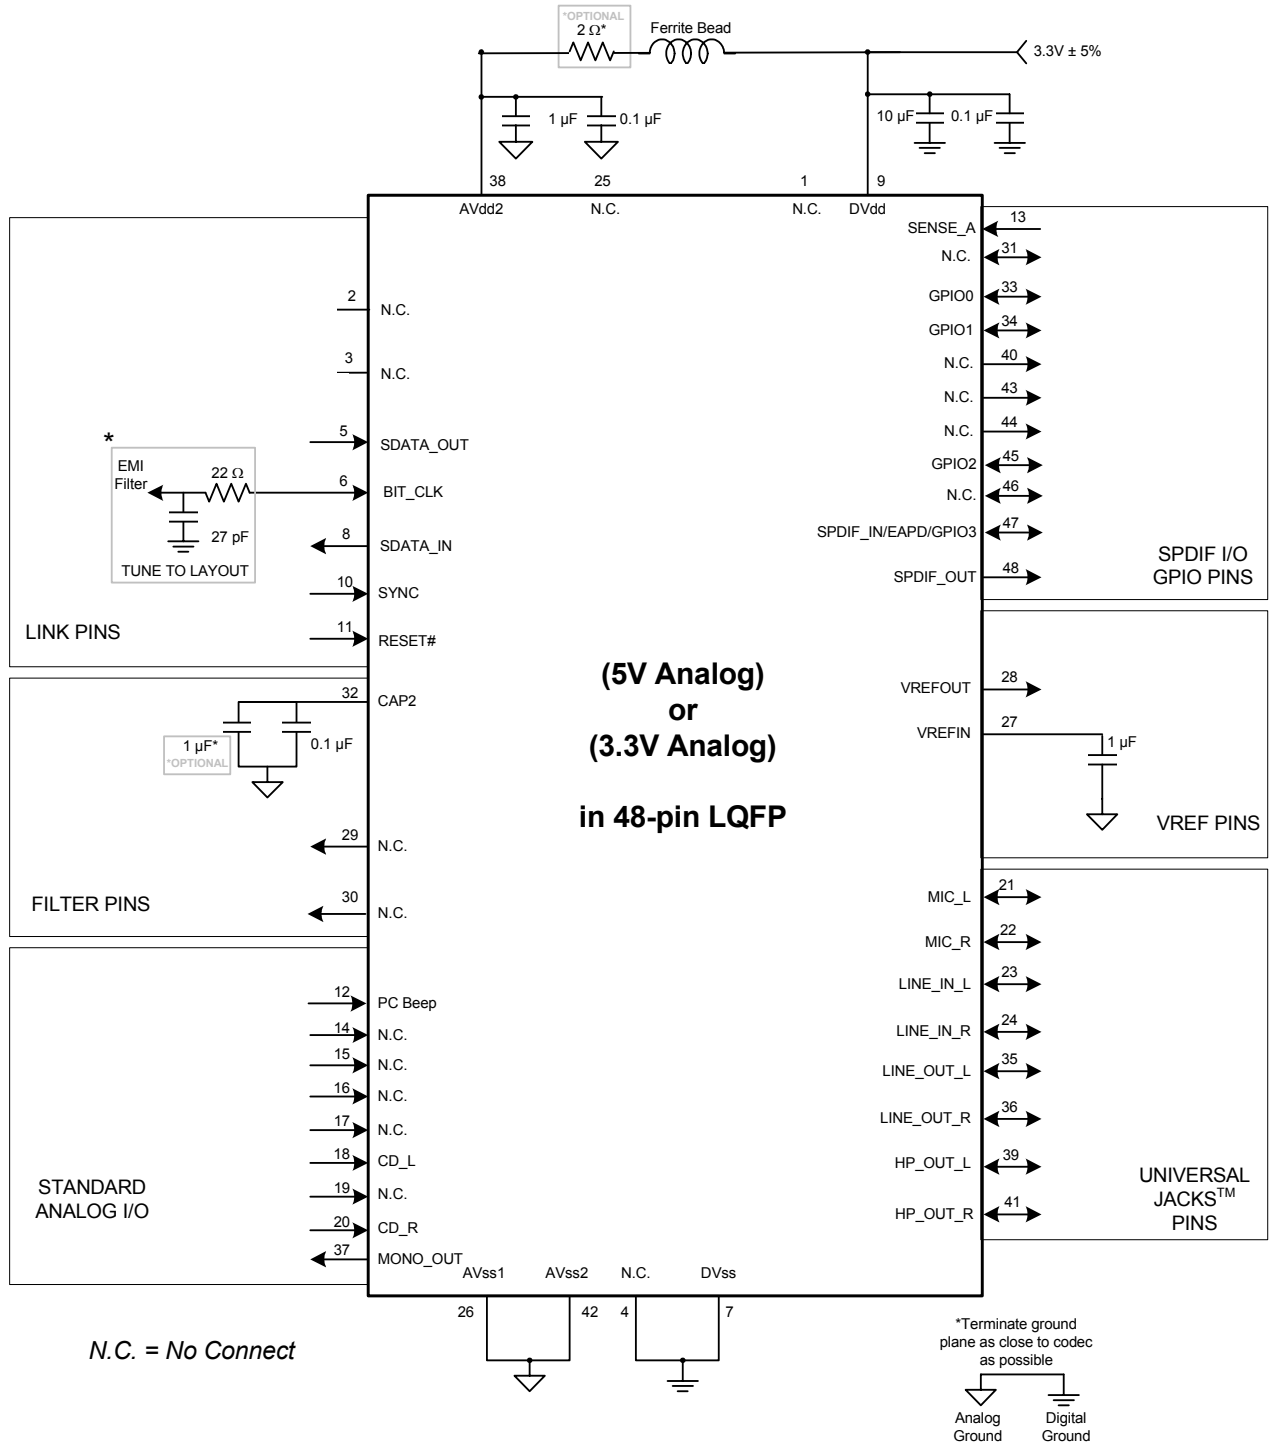 *OPTIONAL
2 Ω*
Ferrite Bead
3.3V ± 5%
1 µF
0.1 µF
10 µF
0.1 µF
38
25
1
9
AVdd2
N.C.
N.C.
DVdd
2
N.C.
3
N.C.
5
SDATA_OUT
*
EMI
Filter
22 Ω
27 pF
TUNE TO LAYOUT
6
BIT_CLK
8
SDATA_IN
10
SYNC
11
RESET#
LINK PINS
32
CAP2
1 µF*
*OPTIONAL
0.1 µF
29
N.C.
30
N.C.
FILTER PINS
12
PC Beep
14
N.C.
15
N.C.
16
N.C.
17
N.C.
18
CD_L
19
N.C.
20
CD_R
37
MONO_OUT
STANDARD
ANALOG I/O
(5V Analog)
or
(3.3V Analog)
in 48-pin LQFP
SENSE_A
13
N.C.
31
GPIO0
33
GPIO1
34
N.C.
40
N.C.
43
N.C.
44
GPIO2
45
N.C.
46
SPDIF_IN/EAPD/GPIO3
47
SPDIF_OUT
48
SPDIF I/O
GPIO PINS
VREFOUT
28
VREFIN
27
1 µF
VREF PINS
MIC_L
21
MIC_R
22
LINE_IN_L
23
LINE_IN_R
24
LINE_OUT_L
35
LINE_OUT_R
36
HP_OUT_L
39
HP_OUT_R
41
UNIVERSAL
JACKS™
PINS
AVss1
AVss2
N.C.
DVss
26
42
4
7
N.C. = No Connect
*Terminate ground
plane as close to codec
as possible
Analog
Ground
Digital
Ground